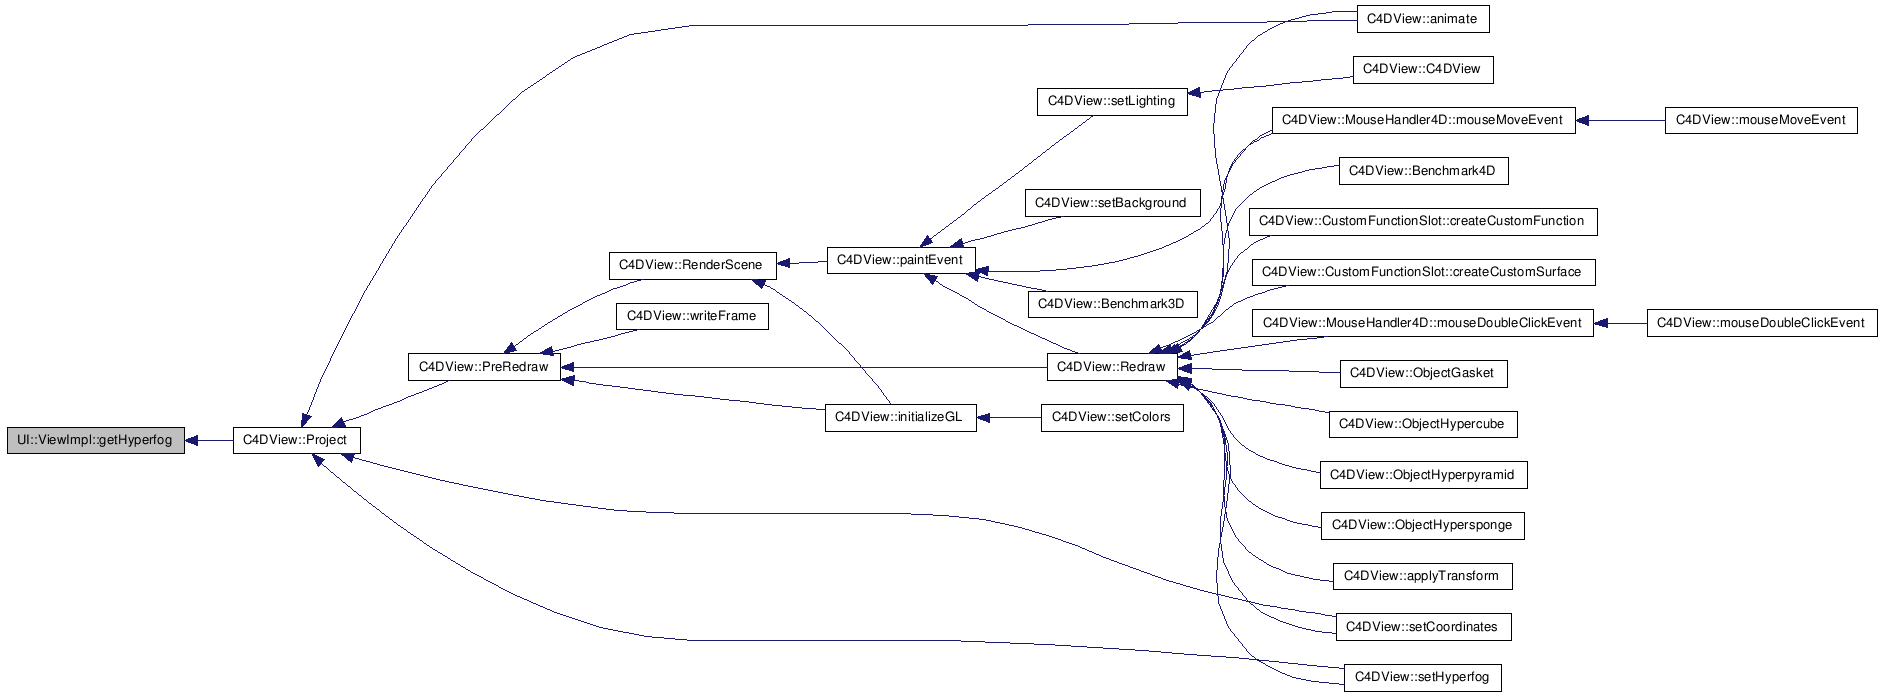 C4DView::animate
C4DView::C4DView
C4DView::setLighting
C4DView::MouseHandler4D::mouseMoveEvent
C4DView::mouseMoveEvent
C4DView::Benchmark4D
C4DView::setBackground
C4DView::CustomFunctionSlot::createCustomFunction
C4DView::paintEvent
C4DView::RenderScene
C4DView::CustomFunctionSlot::createCustomSurface
C4DView::Benchmark3D
C4DView::writeFrame
C4DView::MouseHandler4D::mouseDoubleClickEvent
C4DView::mouseDoubleClickEvent
C4DView::PreRedraw
C4DView::Redraw
C4DView::ObjectGasket
C4DView::initializeGL
C4DView::setColors
C4DView::ObjectHypercube
UI::ViewImpl::getHyperfog
C4DView::Project
C4DView::ObjectHyperpyramid
C4DView::ObjectHypersponge
C4DView::applyTransform
C4DView::setCoordinates
C4DView::setHyperfog